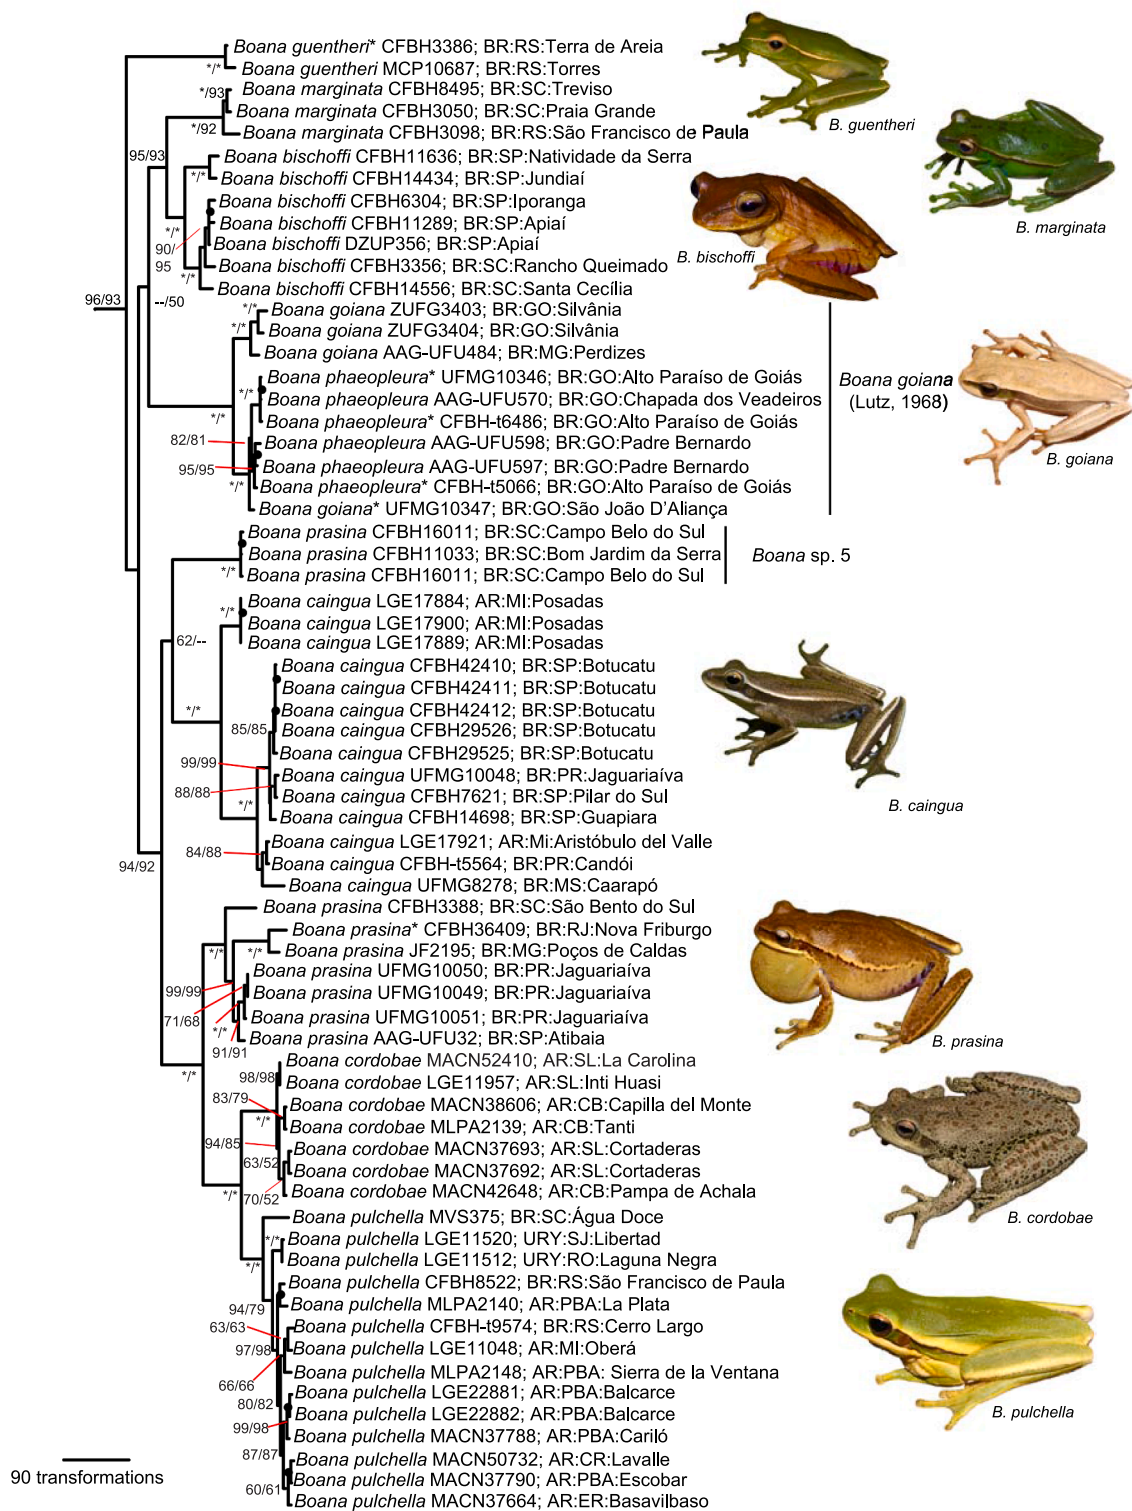 Boana guentheri* CFBH3386; BR:RS:Terra de Areia
*/*
Boana guentheri MCP10687; BR:RS:Torres
*/93
Boana marginata CFBH8495; BR:SC:Treviso
Boana marginata CFBH3050; BR:SC:Praia Grande
*/92
Boana marginata CFBH3098; BR:RS:São Francisco de Paula
B. guentheri
95/93
Boana bischoffi CFBH11636; BR:SP:Natividade da Serra
*/*
Boana bischoffi CFBH14434; BR:SP:Jundiaí
Boana bischoffi CFBH6304; BR:SP:Iporanga
Boana bischoffi CFBH11289; BR:SP:Apiaí
*/*
B. marginata
90/
95
Boana bischoffi DZUP356; BR:SP:Apiaí
B. bischoffi
Boana bischoffi CFBH3356; BR:SC:Rancho Queimado
*/*
Boana bischoffi CFBH14556; BR:SC:Santa Cecília
96/93
--/50
*/*
Boana goiana ZUFG3403; BR:GO:Silvânia
*/*
Boana goiana ZUFG3404; BR:GO:Silvânia
Boana goiana AAG-UFU484; BR:MG:Perdizes
*/*
Boana phaeopleura* UFMG10346; BR:GO:Alto Paraíso de Goiás
Boana phaeopleura AAG-UFU570; BR:GO:Chapada dos Veadeiros
*/*
Boana phaeopleura* CFBH-t6486; BR:GO:Alto Paraíso de Goiás
Boana goiana
(Lutz, 1968)
82/81
Boana phaeopleura AAG-UFU598; BR:GO:Padre Bernardo
95/95
Boana phaeopleura AAG-UFU597; BR:GO:Padre Bernardo
B. goiana
*/*
Boana phaeopleura* CFBH-t5066; BR:GO:Alto Paraíso de Goiás
Boana goiana* UFMG10347; BR:GO:São João D'Aliança
Boana prasina CFBH16011; BR:SC:Campo Belo do Sul
Boana prasina CFBH11033; BR:SC:Bom Jardim da Serra
Boana sp. 5
*/*
Boana prasina CFBH16011; BR:SC:Campo Belo do Sul
*/*
Boana caingua LGE17884; AR:MI:Posadas
Boana caingua LGE17900; AR:MI:Posadas
62/--
Boana caingua LGE17889; AR:MI:Posadas
Boana caingua CFBH42410; BR:SP:Botucatu
Boana caingua CFBH42411; BR:SP:Botucatu
*/*
Boana caingua CFBH42412; BR:SP:Botucatu
85/85
Boana caingua CFBH29526; BR:SP:Botucatu
Boana caingua CFBH29525; BR:SP:Botucatu
99/99
Boana caingua UFMG10048; BR:PR:Jaguariaíva
88/88
Boana caingua CFBH7621; BR:SP:Pilar do Sul
*/*
Boana caingua CFBH14698; BR:SP:Guapiara
B. caingua
Boana caingua LGE17921; AR:Mi:Aristóbulo del Valle
84/88
Boana caingua CFBH-t5564; BR:PR:Candói
94/92
Boana caingua UFMG8278; BR:MS:Caarapó
Boana prasina CFBH3388; BR:SC:São Bento do Sul
Boana prasina* CFBH36409; BR:RJ:Nova Friburgo
*/*
*/*
Boana prasina JF2195; BR:MG:Poços de Caldas
Boana prasina UFMG10050; BR:PR:Jaguariaíva
99/99
Boana prasina UFMG10049; BR:PR:Jaguariaíva
71/68
Boana prasina UFMG10051; BR:PR:Jaguariaíva
*/*
Boana prasina AAG-UFU32; BR:SP:Atibaia
91/91
B. prasina
Boana cordobae MACN52410; AR:SL:La Carolina
*/*
98/98
Boana cordobae LGE11957; AR:SL:Inti Huasi
83/79
Boana cordobae MACN38606; AR:CB:Capilla del Monte
*/*
Boana cordobae MLPA2139; AR:CB:Tanti
94/85
Boana cordobae MACN37693; AR:SL:Cortaderas
63/52
Boana cordobae MACN37692; AR:SL:Cortaderas
*/*
70/52
Boana cordobae MACN42648; AR:CB:Pampa de Achala
Boana pulchella MVS375; BR:SC:Água Doce
B. cordobae
*/*
Boana pulchella LGE11520; URY:SJ:Libertad
*/*
Boana pulchella LGE11512; URY:RO:Laguna Negra
Boana pulchella CFBH8522; BR:RS:São Francisco de Paula
94/79
Boana pulchella MLPA2140; AR:PBA:La Plata
63/63
Boana pulchella CFBH-t9574; BR:RS:Cerro Largo
97/98
Boana pulchella LGE11048; AR:MI:Oberá
Boana pulchella MLPA2148; AR:PBA: Sierra de la Ventana
66/66
Boana pulchella LGE22881; AR:PBA:Balcarce
80/82
Boana pulchella LGE22882; AR:PBA:Balcarce
B. pulchella
99/98
Boana pulchella MACN37788; AR:PBA:Cariló
87/87
Boana pulchella MACN50732; AR:CR:Lavalle
Boana pulchella MACN37790; AR:PBA:Escobar
60/61
Boana pulchella MACN37664; AR:ER:Basavilbaso
90 transformations